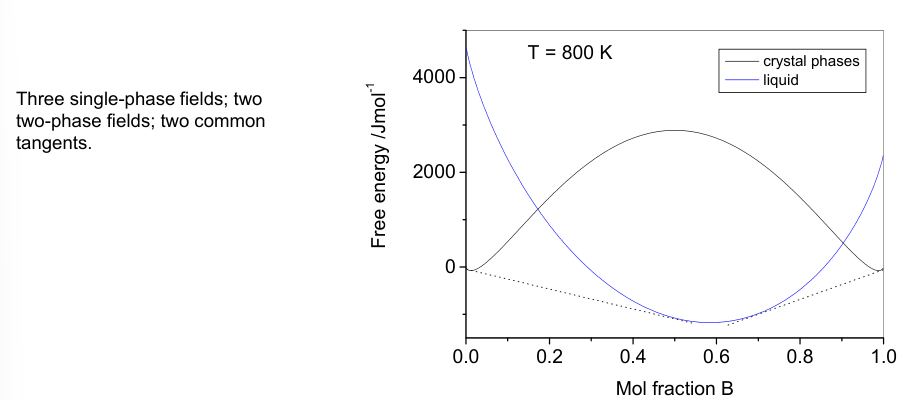 Three single-phase fields; two
two-phase fields; two common
tangents.
T = 800 K
crystal phases
liquid
4000
2000
0
Free energy /Jmol⁻¹
0.0 0.2 0.4 0.6 0.8 1.0
Mol fraction B